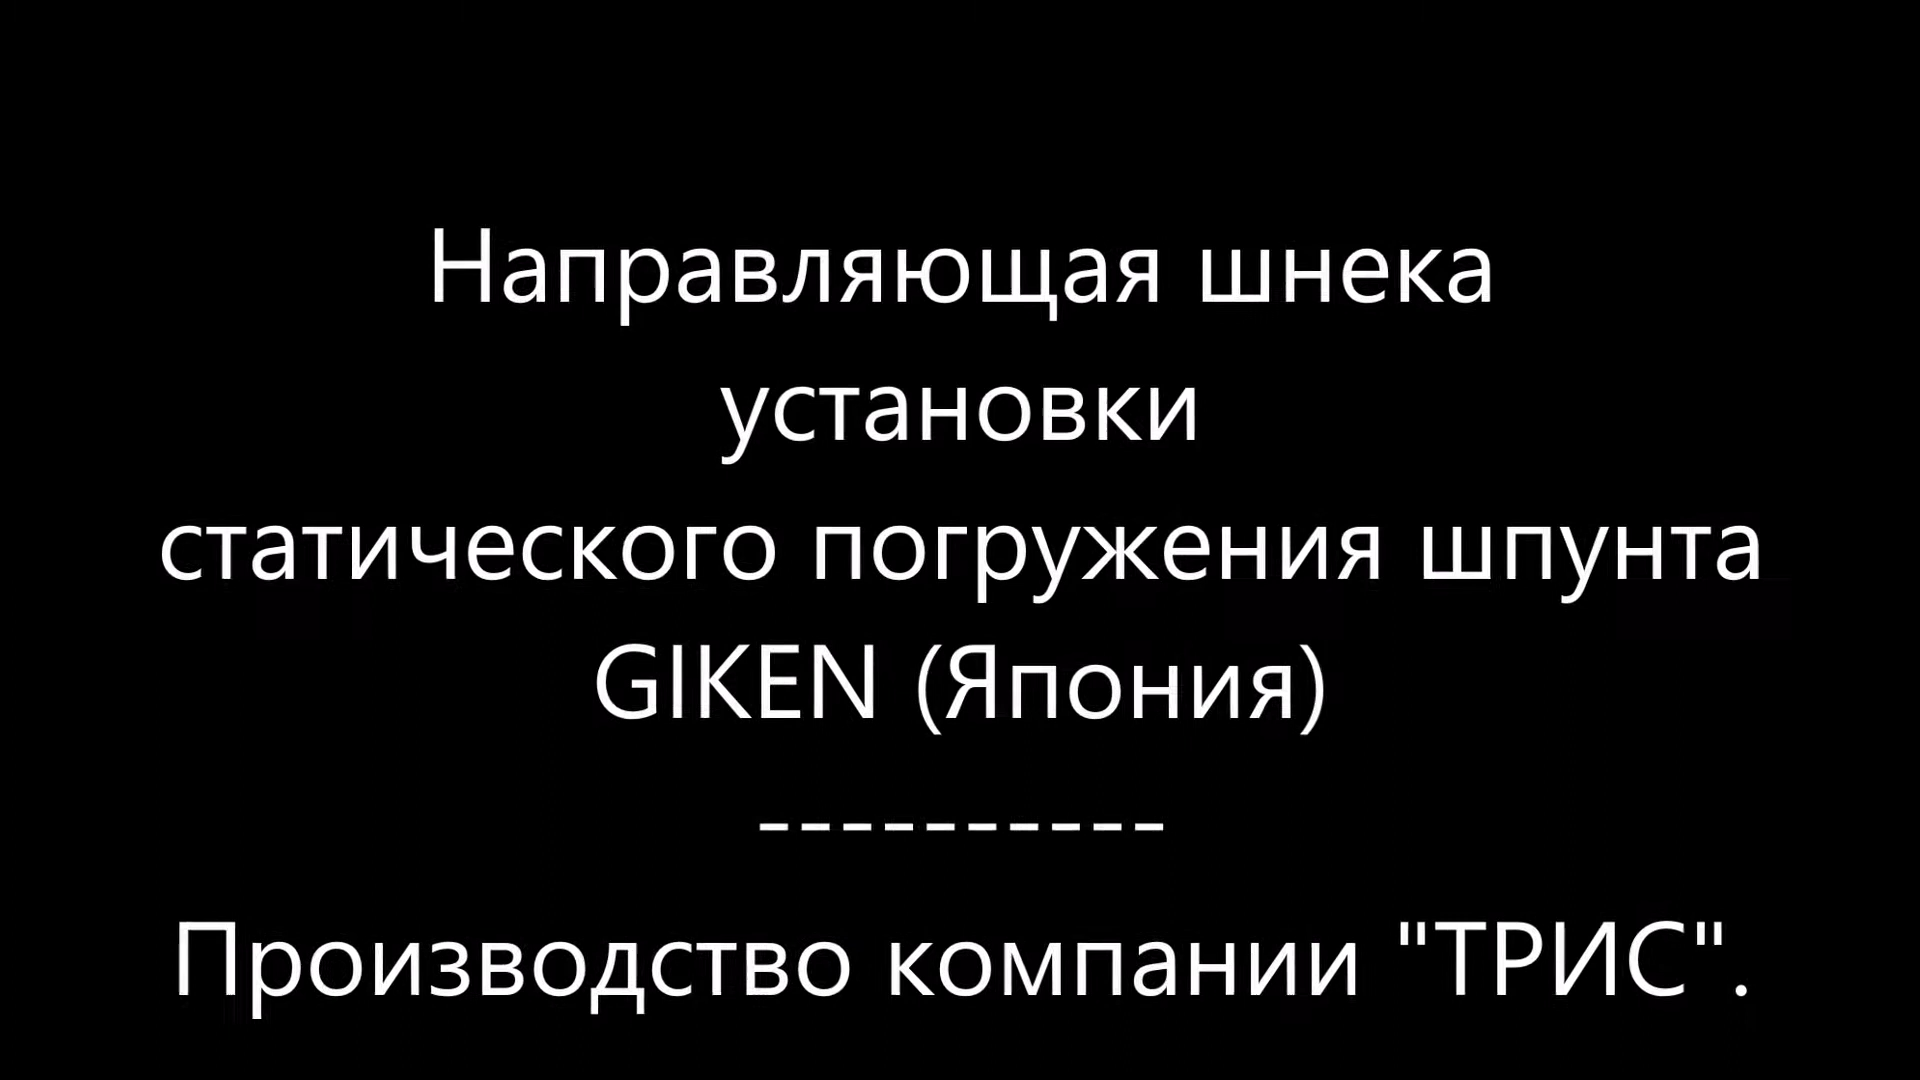 Направляющая шнека
установки
статического погружения шпунта
GIKEN (Япония)
----------
Производство компании "ТРИС".